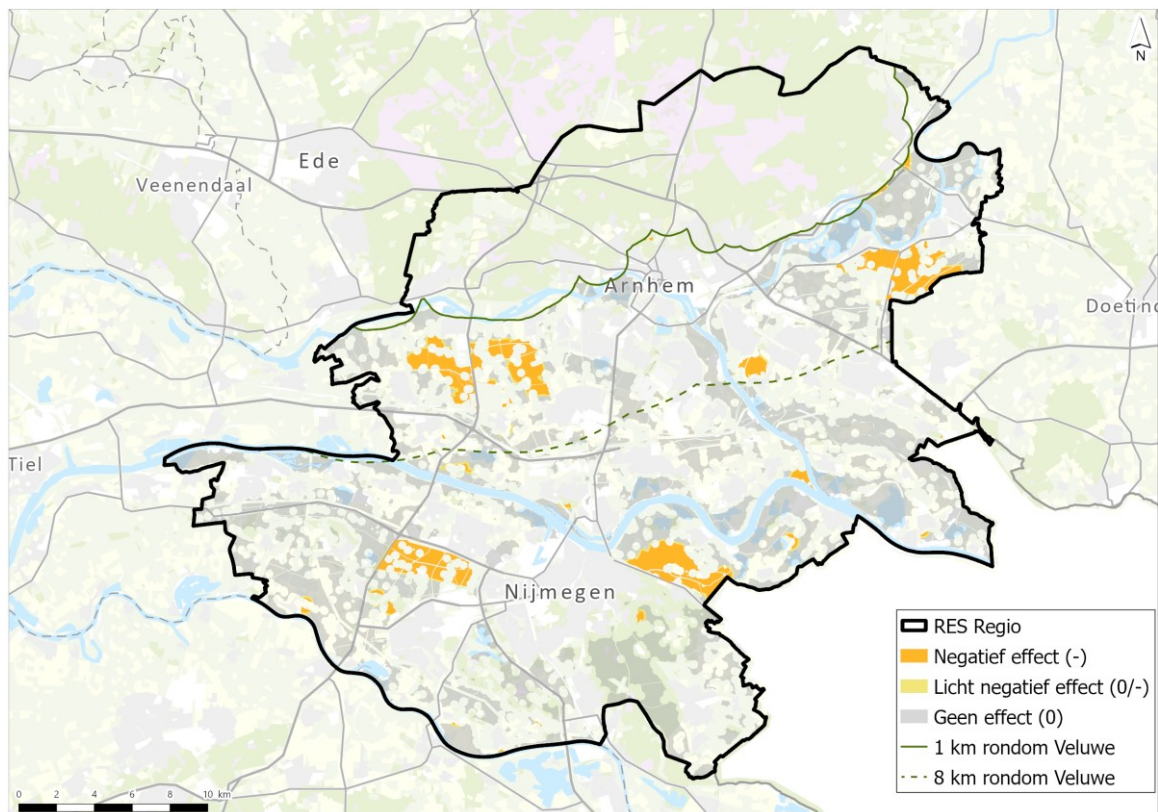 N
Ede
Veenendaal
Arnhem
Doetinc
Tiel
Nijmegen
RES Regio
Negatief effect (-)
Licht negatief effect (0/-)
Geen effect (0)
1 km rondom Veluwe
8 km rondom Veluwe
0 2 4 6 8 10 km